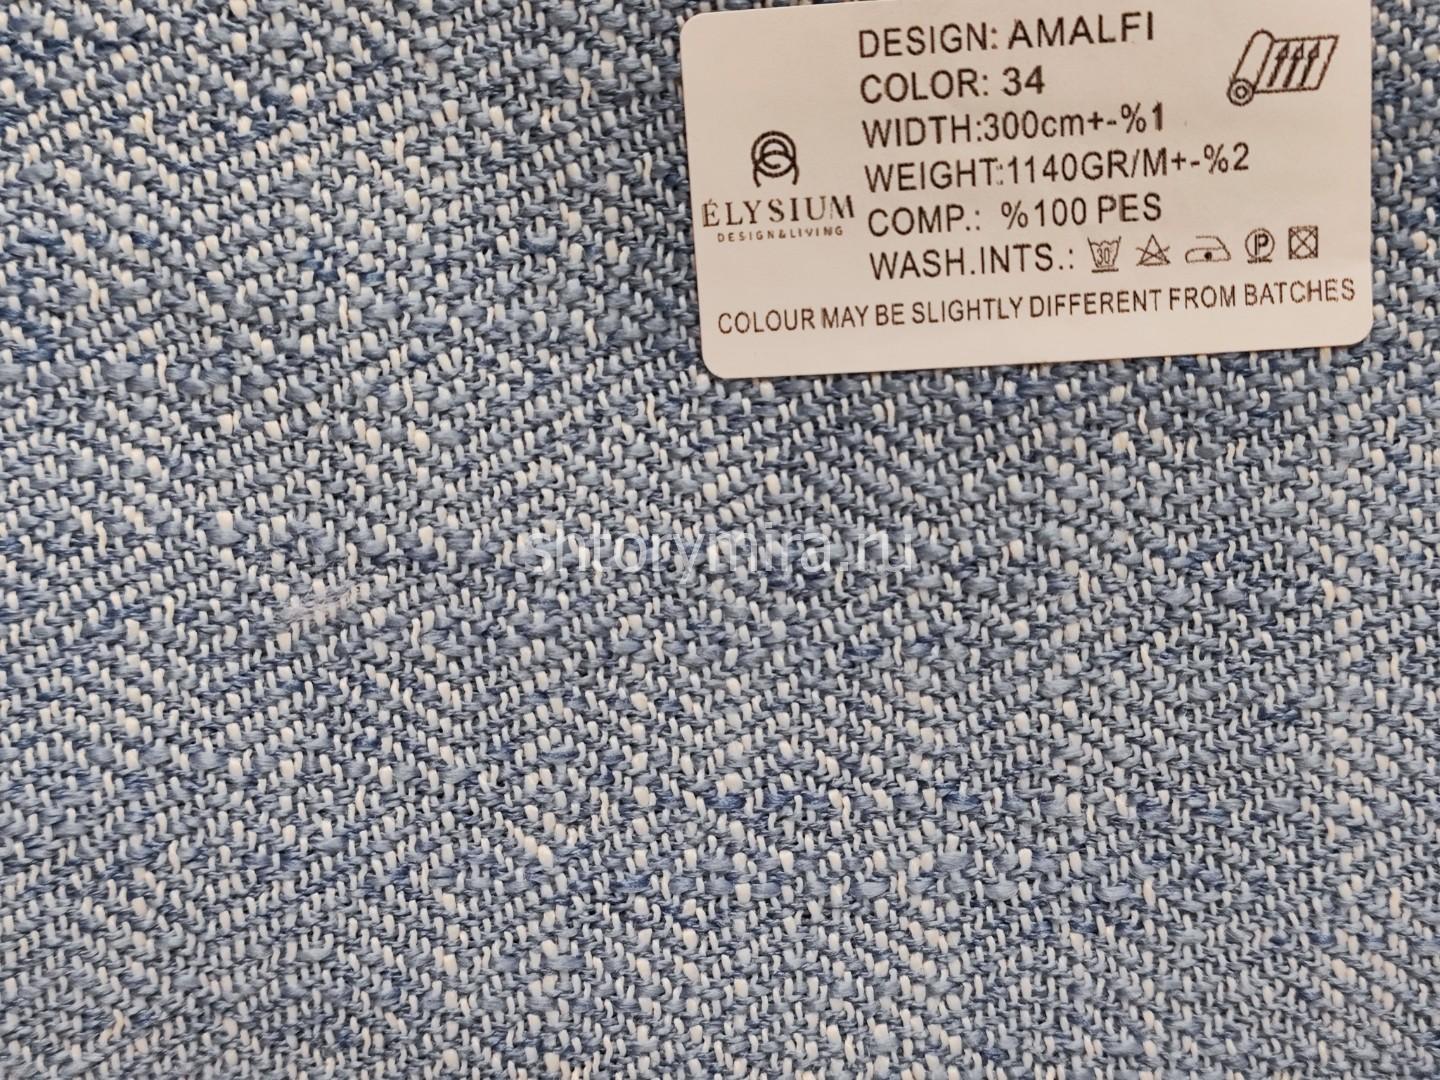 DESIGN: AMALFI
COLOR: 34
WIDTH:300cm+-%1
WEIGHT:1140GR/M+-%2
COMP.: %100 PES
WASH.INTS.: 30° P
ÉLYSIUM
DESIGN&LIVING
COLOUR MAY BE SLIGHTLY DIFFERENT FROM BATCHES
shtorymira.ru